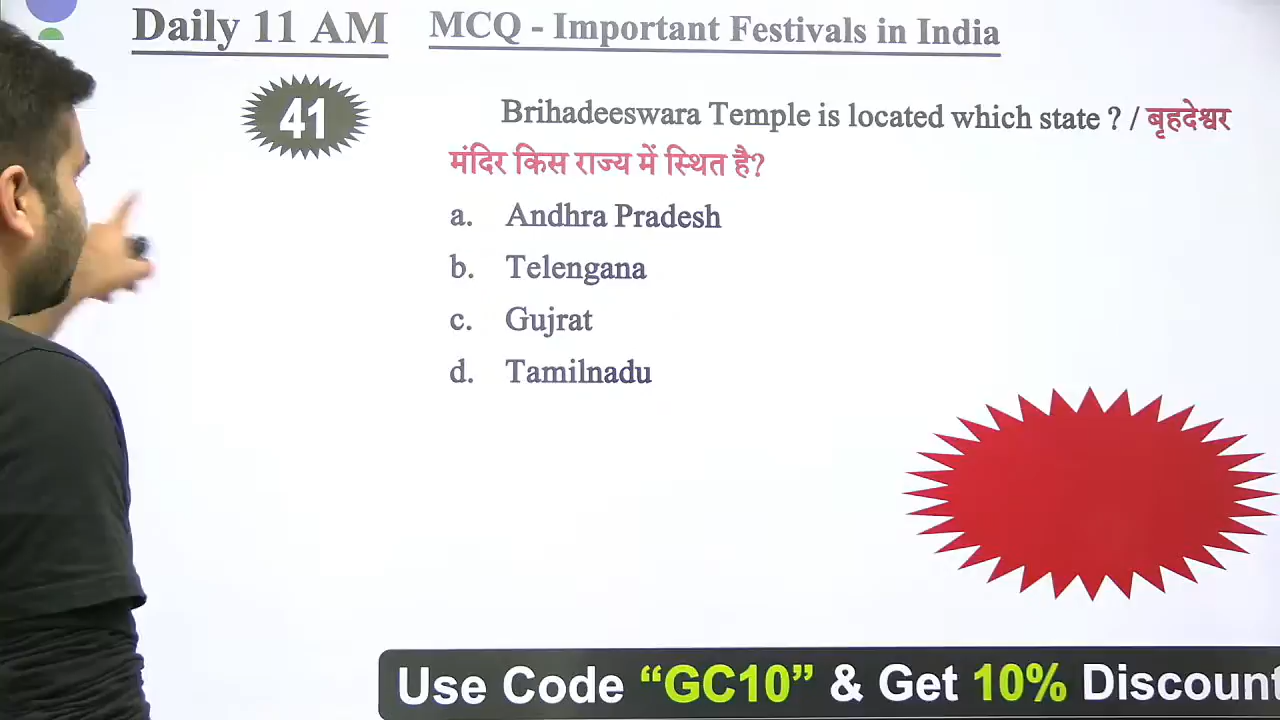 Daily 11 AM MCQ - Important Festivals in India
41 Brihadeeswara Temple is located which state ? / बृहदेश्वर
मंदिर किस राज्य में स्थित है?
a. Andhra Pradesh
b. Telengana
c. Gujrat
d. Tamilnadu
Use Code “GC10” & Get 10% Discount